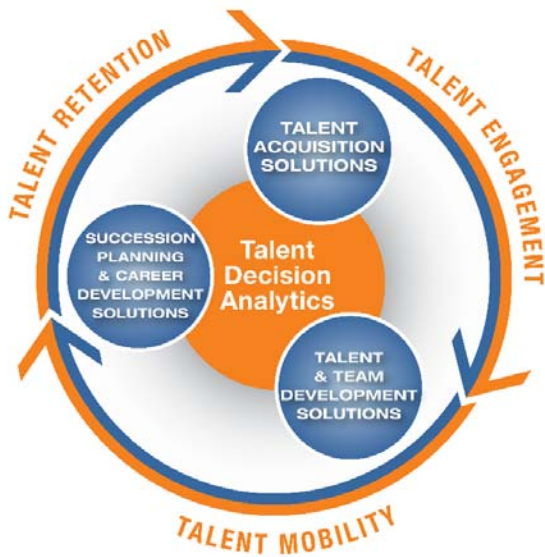 TALENT RETENTION
TALENT ENGAGEMENT
TALENT
ACQUISITION
SOLUTIONS
SUCCESSION
PLANNING
& CAREER
DEVELOPMENT
SOLUTIONS
Talent
Decision
Analytics
TALENT
& TEAM
DEVELOPMENT
SOLUTIONS
TALENT MOBILITY